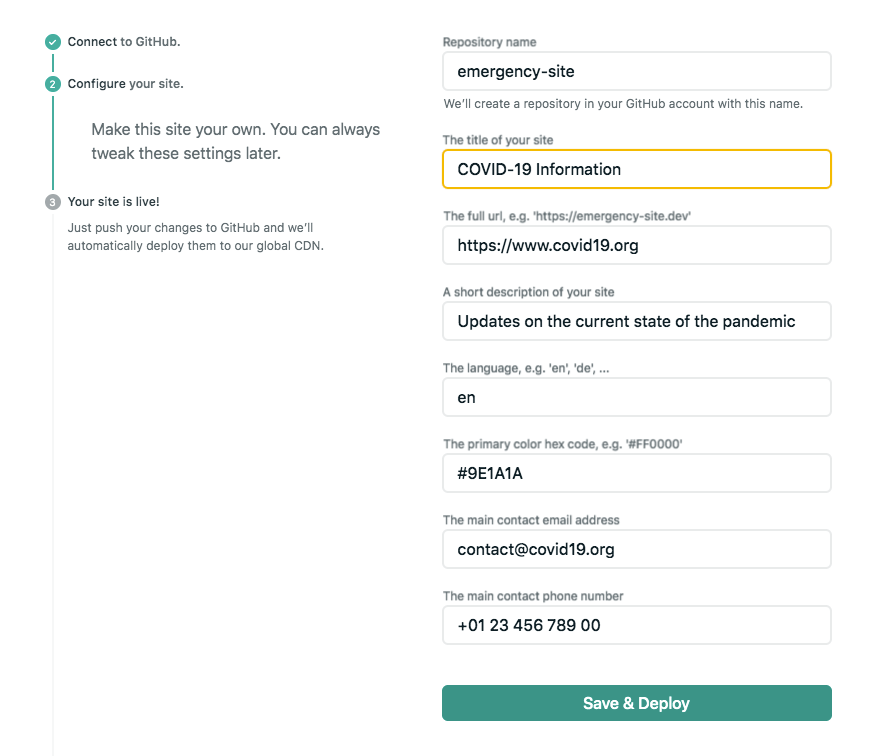 Connect to GitHub.
2 Configure your site.
Make this site your own. You can always
tweak these settings later.
3 Your site is live!
Just push your changes to GitHub and we'll
automatically deploy them to our global CDN.
Repository name
emergency-site
We'll create a repository in your GitHub account with this name.
The title of your site
COVID-19 Information
The full url, e.g. 'https://emergency-site.dev'
https://www.covid19.org
A short description of your site
Updates on the current state of the pandemic
The language, e.g. 'en', 'de', ...
en
The primary color hex code, e.g. '#FF0000'
#9E1A1A
The main contact email address
contact@covid19.org
The main contact phone number
+01 23 456 789 00
Save & Deploy